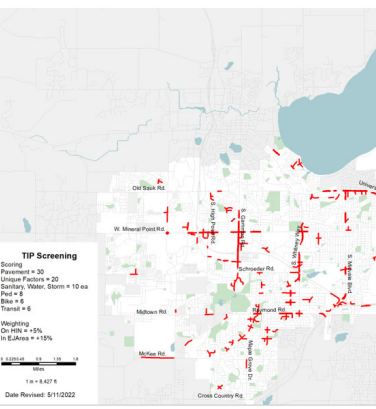 Old Sauk Rd.
Univers
S. High Point Rd.
S. Gammon Rd.
W. Mineral Point Rd.
S. Whitney Way
S. Midvale Blvd
TIP Screening
Scoring
Pavement = 30
Unique Factors = 20
Sanitary, Water, Storm = 10 ea
Ped = 8
Bike = 6
Transit = 6
Weighting
On HIN = +5%
In EJArea = +15%
Schroeder Rd.
Midtown Rd.
Raymond Rd.
McKee Rd.
Maple Grove Dr.
Cross Country Rd.
Miles
1 in = 8,427 ft
Date Revised: 5/11/2022